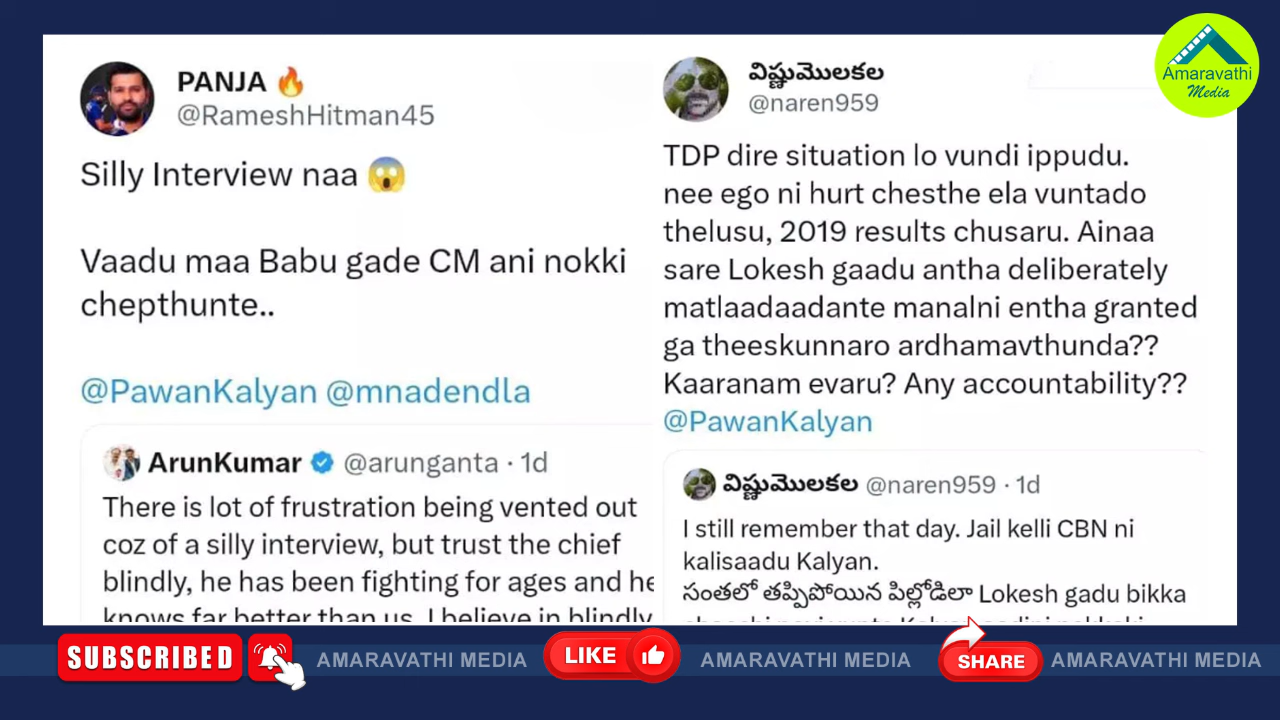 PANJA 🔥
@RameshHitman45
Silly Interview naa 😱
Vaadu maa Babu gade CM ani nokki
chepthunte..
@PawanKalyan @mnadendla
ArunKumar @arunganta · 1d
There is lot of frustration being vented out
coz of a silly interview, but trust the chief
blindly, he has been fighting for ages and he
knows far better than us. I believe in blindly
విష్ణుమొలకల
@naren959
TDP dire situation lo vundi ippudu.
nee ego ni hurt chesthe ela vuntado
thelusu, 2019 results chusaru. Ainaa
sare Lokesh gaadu antha deliberately
matlaadaadante manalni entha granted
ga theeskunnaro ardhamavthunda??
Kaaranam evaru? Any accountability??
@PawanKalyan
విష్ణుమొలకల @naren959 · 1d
I still remember that day. Jail kelli CBN ni
kalisaadu Kalyan.
సంతలో తప్పిపోయిన పిల్లోడిలా Lokesh gadu bikka
Amaravathi
Media
SUBSCRIBED
AMARAVATHI MEDIA
LIKE
AMARAVATHI MEDIA
SHARE
AMARAVATHI MEDIA